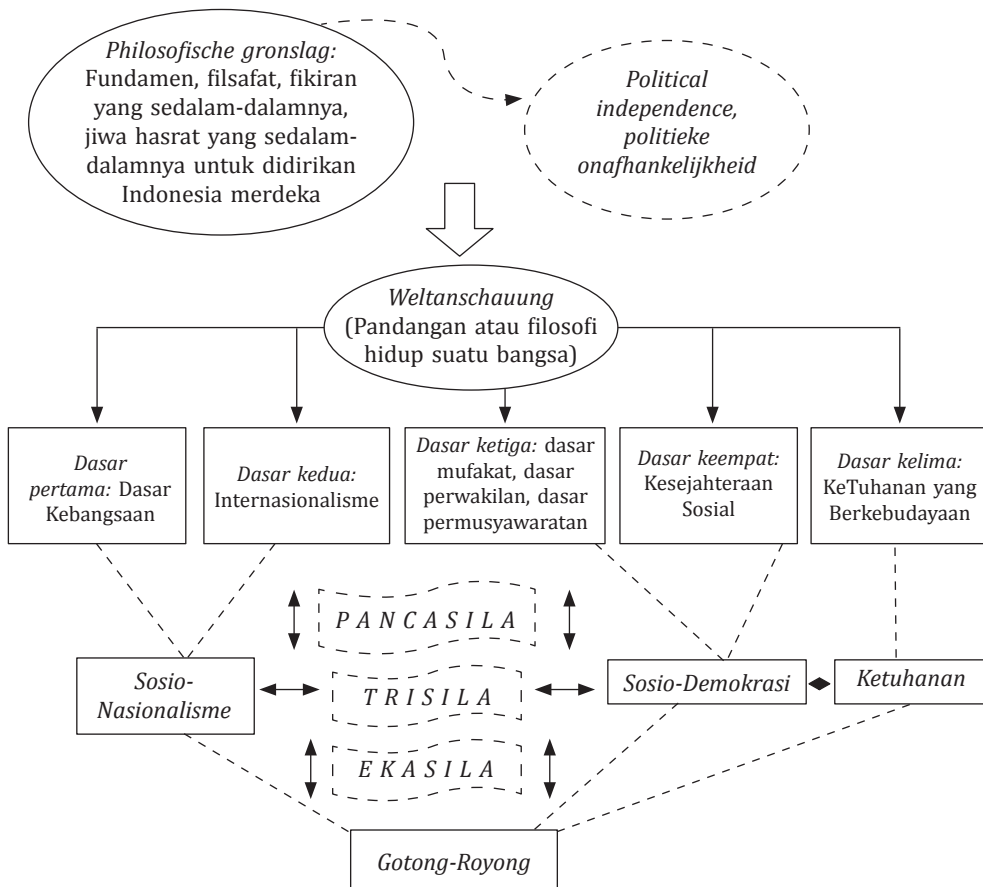 Philosofische gronslag:
Fundamen, filsafat, fikiran
yang sedalam-dalamnya,
jiwa hasrat yang sedalam-
dalamnya untuk didirikan
Indonesia merdeka
Political
independence,
politieke
onafhankelijkheid
Weltanschauung
(Pandangan atau filosofi
hidup suatu bangsa)
Dasar
pertama: Dasar
Kebangsaan
Dasar kedua:
Internasionalisme
Dasar ketiga: dasar
mufakat, dasar
perwakilan, dasar
permusyawaratan
Dasar keempat:
Kesejahteraan
Sosial
Dasar kelima:
KeTuhanan yang
Berkebudayaan
PANCASILA
Sosio-
Nasionalisme
TRISILA
Sosio-Demokrasi
Ketuhanan
EKASILA
Gotong-Royong